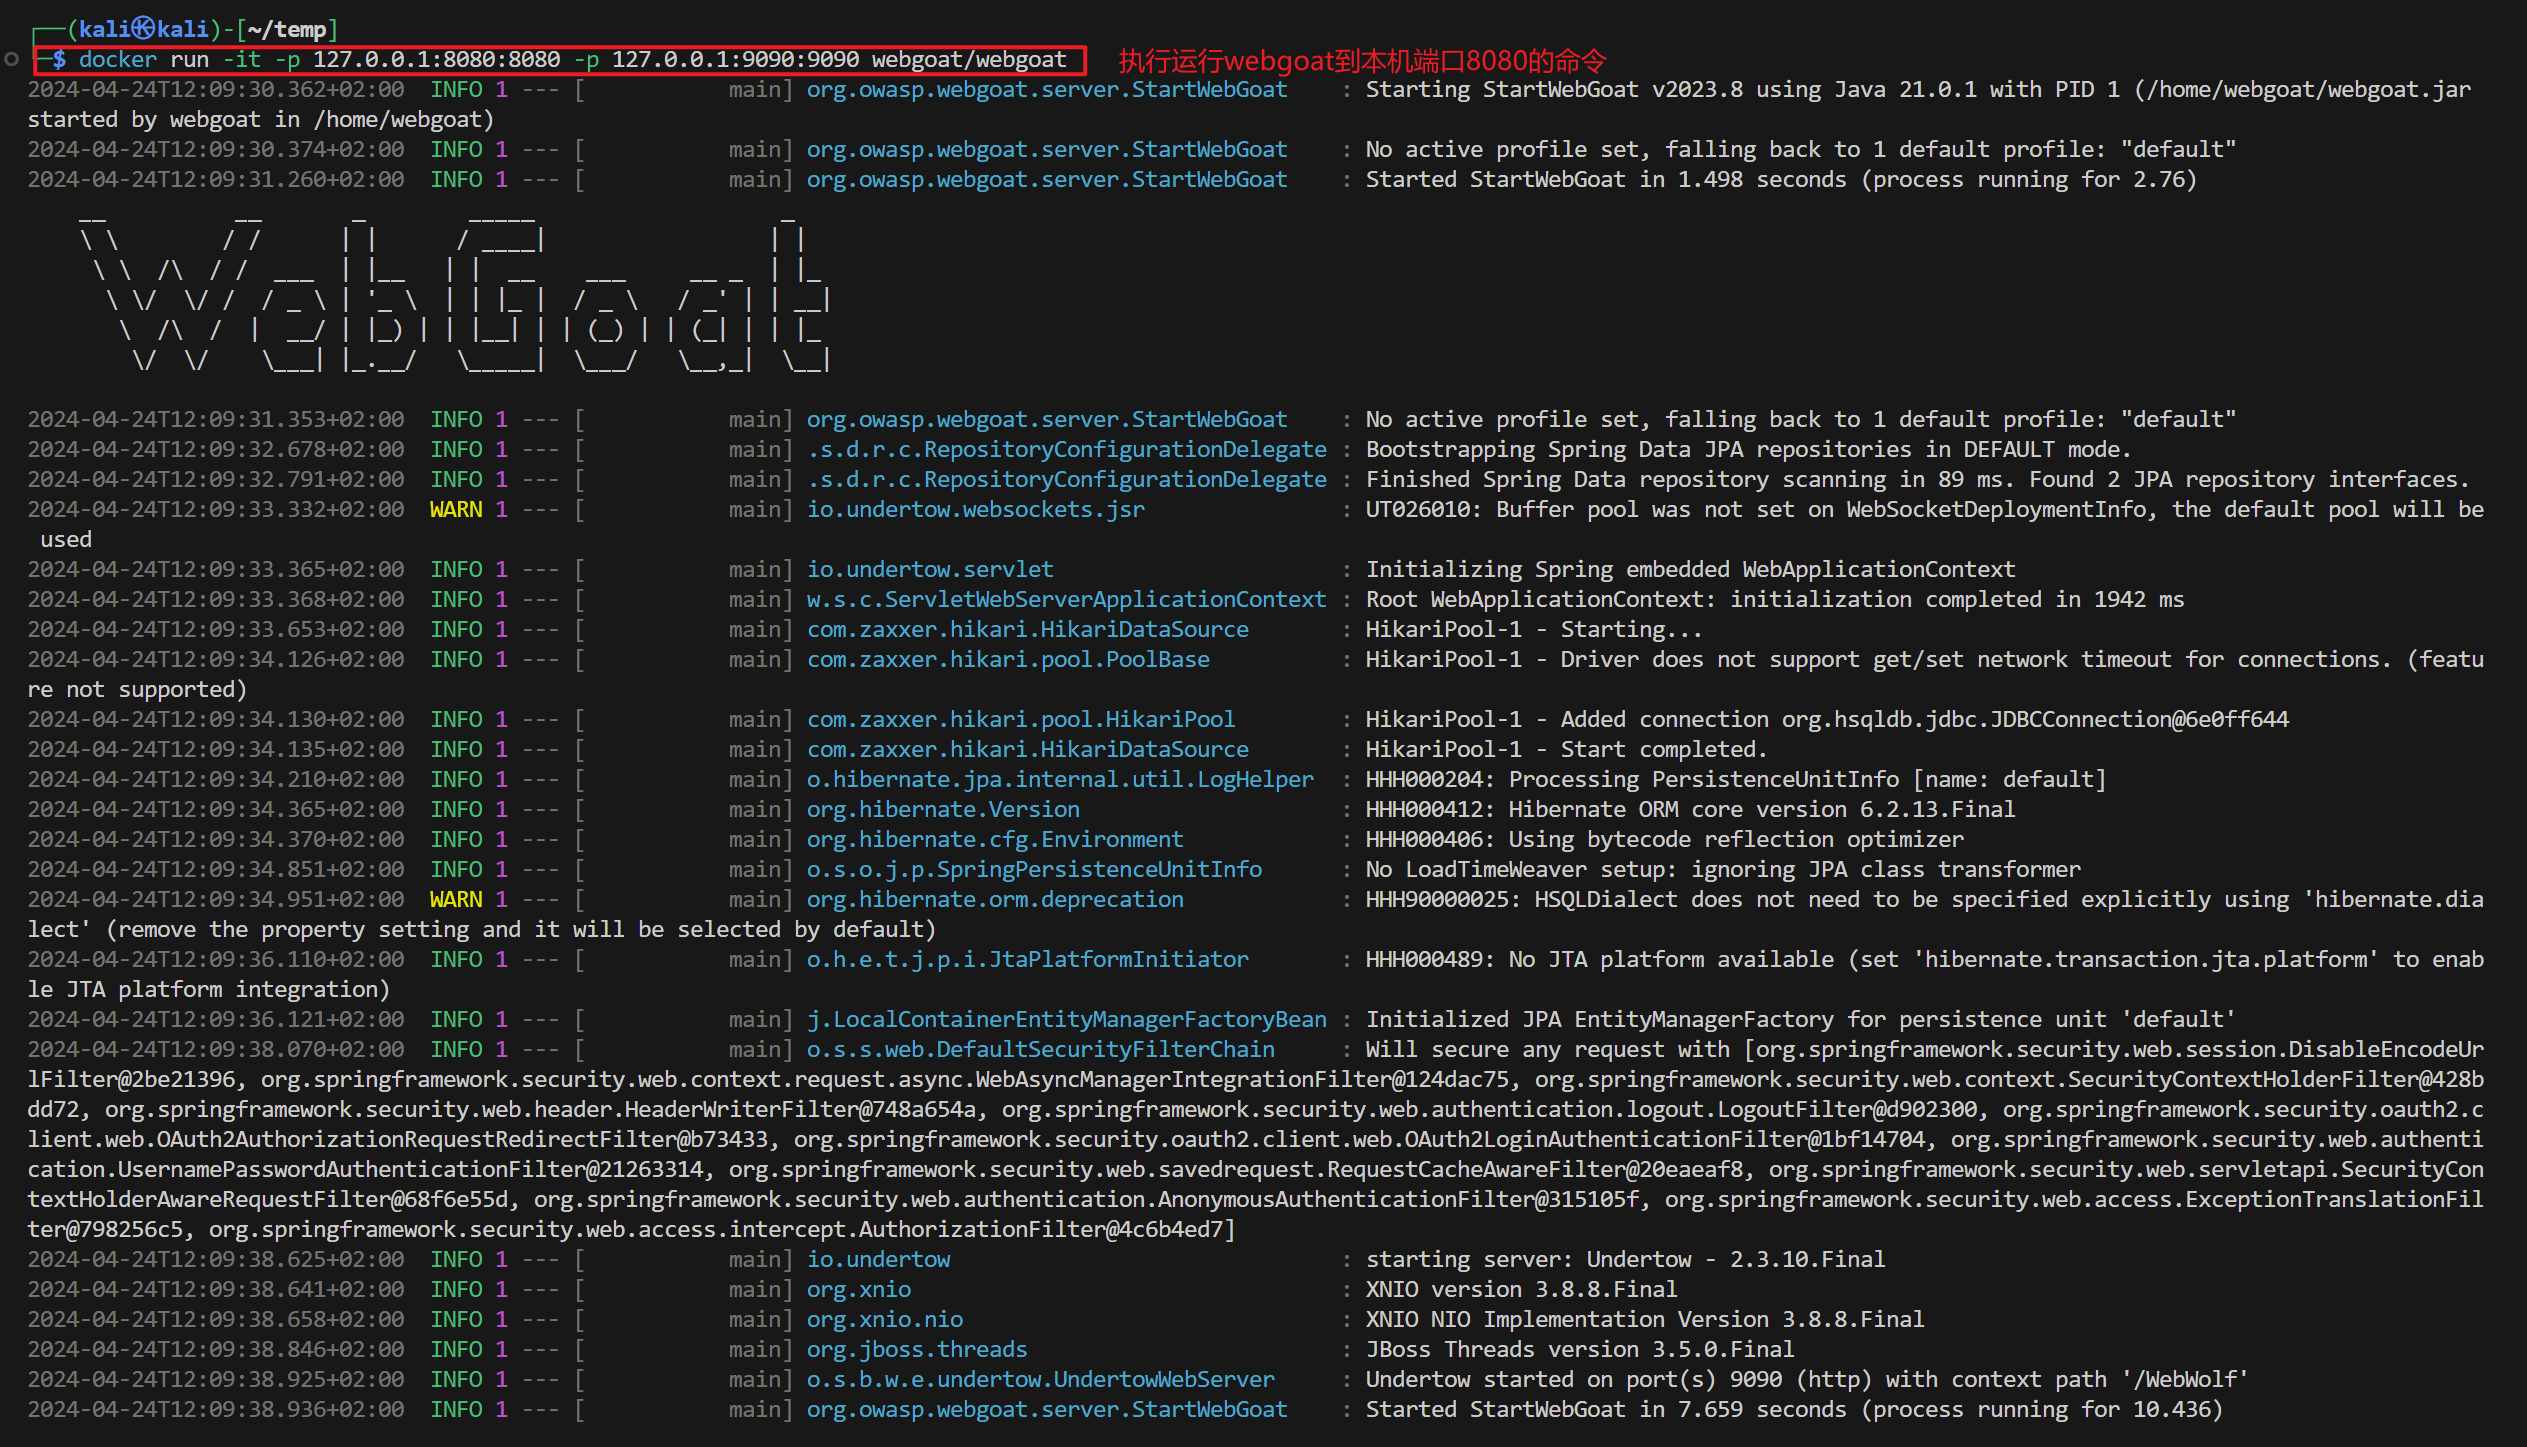 ┌──(kali㉿kali)-[~/temp]
└─$ docker run -it -p 127.0.0.1:8080:8080 -p 127.0.0.1:9090:9090 webgoat/webgoat 执行运行webgoat到本机端口8080的命令
2024-04-24T12:09:30.362+02:00  INFO 1 --- [           main] org.owasp.webgoat.server.StartWebGoat    : Starting StartWebGoat v2023.8 using Java 21.0.1 with PID 1 (/home/webgoat/webgoat.jar
started by webgoat in /home/webgoat)
2024-04-24T12:09:30.374+02:00  INFO 1 --- [           main] org.owasp.webgoat.server.StartWebGoat    : No active profile set, falling back to 1 default profile: "default"
2024-04-24T12:09:31.260+02:00  INFO 1 --- [           main] org.owasp.webgoat.server.StartWebGoat    : Started StartWebGoat in 1.498 seconds (process running for 2.76)
WebGoat
2024-04-24T12:09:31.353+02:00  INFO 1 --- [           main] org.owasp.webgoat.server.StartWebGoat    : No active profile set, falling back to 1 default profile: "default"
2024-04-24T12:09:32.678+02:00  INFO 1 --- [           main] .s.d.r.c.RepositoryConfigurationDelegate : Bootstrapping Spring Data JPA repositories in DEFAULT mode.
2024-04-24T12:09:32.791+02:00  INFO 1 --- [           main] .s.d.r.c.RepositoryConfigurationDelegate : Finished Spring Data repository scanning in 89 ms. Found 2 JPA repository interfaces.
2024-04-24T12:09:33.332+02:00  WARN 1 --- [           main] io.undertow.websockets.jsr               : UT026010: Buffer pool was not set on WebSocketDeploymentInfo, the default pool will be
 used
2024-04-24T12:09:33.365+02:00  INFO 1 --- [           main] io.undertow.servlet                      : Initializing Spring embedded WebApplicationContext
2024-04-24T12:09:33.368+02:00  INFO 1 --- [           main] w.s.c.ServletWebServerApplicationContext : Root WebApplicationContext: initialization completed in 1942 ms
2024-04-24T12:09:33.653+02:00  INFO 1 --- [           main] com.zaxxer.hikari.HikariDataSource       : HikariPool-1 - Starting...
2024-04-24T12:09:34.126+02:00  INFO 1 --- [           main] com.zaxxer.hikari.pool.PoolBase          : HikariPool-1 - Driver does not support get/set network timeout for connections. (featu
re not supported)
2024-04-24T12:09:34.130+02:00  INFO 1 --- [           main] com.zaxxer.hikari.pool.HikariPool        : HikariPool-1 - Added connection org.hsqldb.jdbc.JDBCConnection@6e0ff644
2024-04-24T12:09:34.135+02:00  INFO 1 --- [           main] com.zaxxer.hikari.HikariDataSource       : HikariPool-1 - Start completed.
2024-04-24T12:09:34.210+02:00  INFO 1 --- [           main] o.hibernate.jpa.internal.util.LogHelper  : HHH000204: Processing PersistenceUnitInfo [name: default]
2024-04-24T12:09:34.365+02:00  INFO 1 --- [           main] org.hibernate.Version                    : HHH000412: Hibernate ORM core version 6.2.13.Final
2024-04-24T12:09:34.370+02:00  INFO 1 --- [           main] org.hibernate.cfg.Environment            : HHH000406: Using bytecode reflection optimizer
2024-04-24T12:09:34.851+02:00  INFO 1 --- [           main] o.s.o.j.p.SpringPersistenceUnitInfo      : No LoadTimeWeaver setup: ignoring JPA class transformer
2024-04-24T12:09:34.951+02:00  WARN 1 --- [           main] org.hibernate.orm.deprecation            : HHH90000025: HSQLDialect does not need to be specified explicitly using 'hibernate.dia
lect' (remove the property setting and it will be selected by default)
2024-04-24T12:09:36.110+02:00  INFO 1 --- [           main] o.h.e.t.j.p.i.JtaPlatformInitiator       : HHH000489: No JTA platform available (set 'hibernate.transaction.jta.platform' to enab
le JTA platform integration)
2024-04-24T12:09:36.121+02:00  INFO 1 --- [           main] j.LocalContainerEntityManagerFactoryBean : Initialized JPA EntityManagerFactory for persistence unit 'default'
2024-04-24T12:09:38.070+02:00  INFO 1 --- [           main] o.s.s.web.DefaultSecurityFilterChain     : Will secure any request with [org.springframework.security.web.session.DisableEncodeUr
lFilter@2be21396, org.springframework.security.web.context.request.async.WebAsyncManagerIntegrationFilter@124dac75, org.springframework.security.web.context.SecurityContextHolderFilter@428b
dd72, org.springframework.security.web.header.HeaderWriterFilter@748a654a, org.springframework.security.web.authentication.logout.LogoutFilter@d902300, org.springframework.security.oauth2.c
lient.web.OAuth2AuthorizationRequestRedirectFilter@b73433, org.springframework.security.oauth2.client.web.OAuth2LoginAuthenticationFilter@1bf14704, org.springframework.security.web.authenti
cation.UsernamePasswordAuthenticationFilter@21263314, org.springframework.security.web.savedrequest.RequestCacheAwareFilter@20eaeaf8, org.springframework.security.web.servletapi.SecurityCon
textHolderAwareRequestFilter@68f6e55d, org.springframework.security.web.authentication.AnonymousAuthenticationFilter@315105f, org.springframework.security.web.access.ExceptionTranslationFil
ter@798256c5, org.springframework.security.web.access.intercept.AuthorizationFilter@4c6b4ed7]
2024-04-24T12:09:38.625+02:00  INFO 1 --- [           main] io.undertow                              : starting server: Undertow - 2.3.10.Final
2024-04-24T12:09:38.641+02:00  INFO 1 --- [           main] org.xnio                                 : XNIO version 3.8.8.Final
2024-04-24T12:09:38.658+02:00  INFO 1 --- [           main] org.xnio.nio                             : XNIO NIO Implementation Version 3.8.8.Final
2024-04-24T12:09:38.846+02:00  INFO 1 --- [           main] org.jboss.threads                        : JBoss Threads version 3.5.0.Final
2024-04-24T12:09:38.925+02:00  INFO 1 --- [           main] o.s.b.w.e.undertow.UndertowWebServer     : Undertow started on port(s) 9090 (http) with context path '/WebWolf'
2024-04-24T12:09:38.936+02:00  INFO 1 --- [           main] org.owasp.webgoat.server.StartWebGoat    : Started StartWebGoat in 7.659 seconds (process running for 10.436)